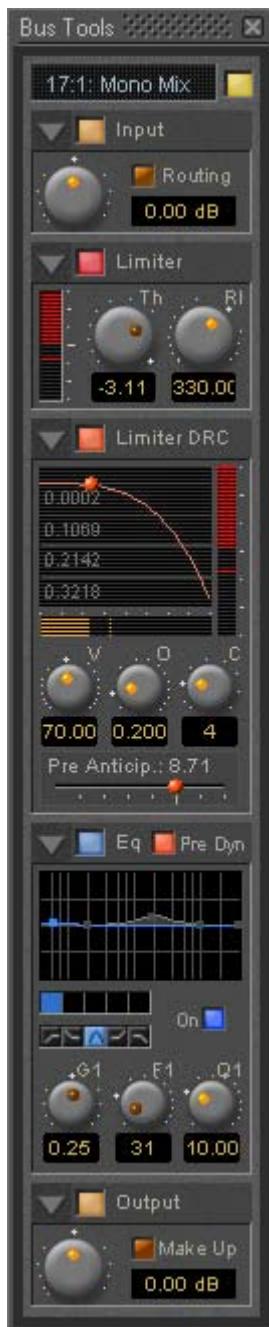 Bus Tools
17:1: Mono Mix
Input
Routing
0.00 dB
Limiter
Th Rl
-3.11 330.00
Limiter DRC
0.0002
0.1069
0.2142
0.3218
V O C
70.00 0.200 4
Pre Anticip.: 8.71
Eq Pre Dyn
On
G1 F1 Q1
0.25 31 10.00
Output
Make Up
0.00 dB